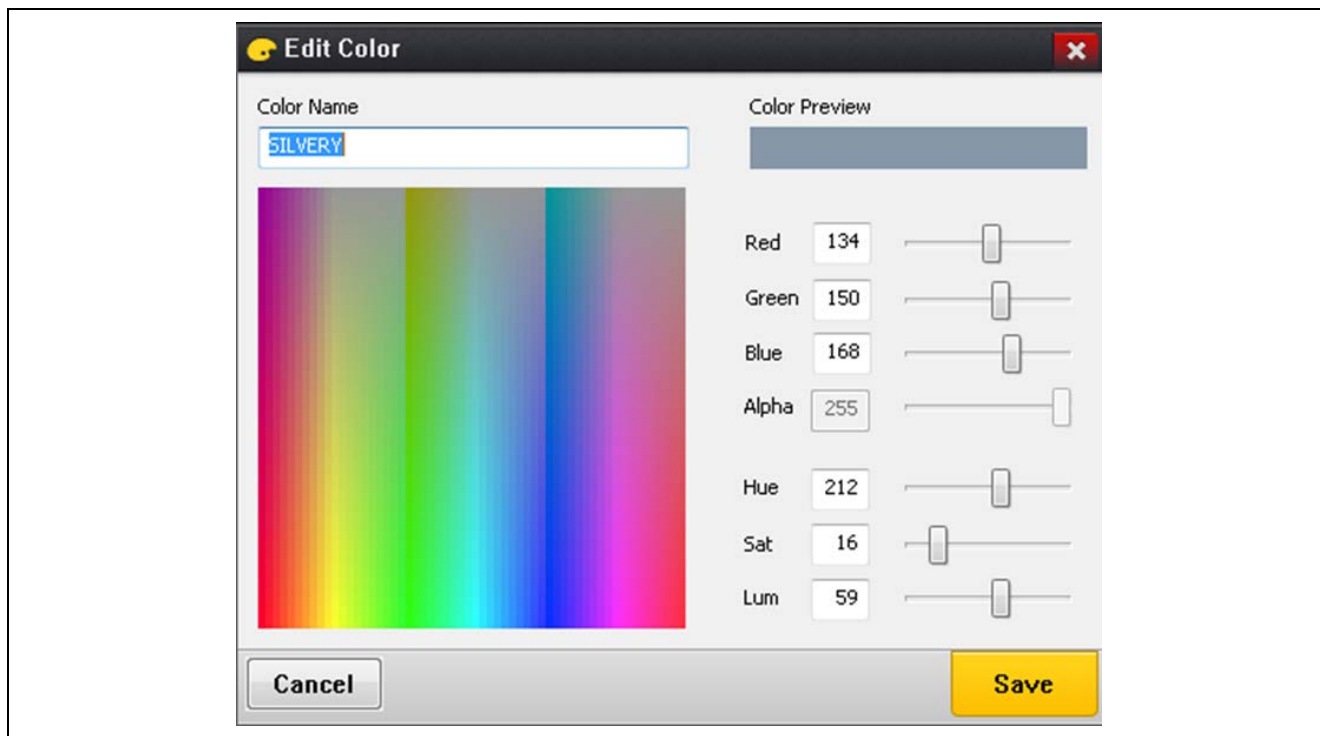 Edit Color
Color Name
Color Preview
SILVERY
Red 134
Green 150
Blue 168
Alpha 255
Hue 212
Sat 16
Lum 59
Cancel
Save